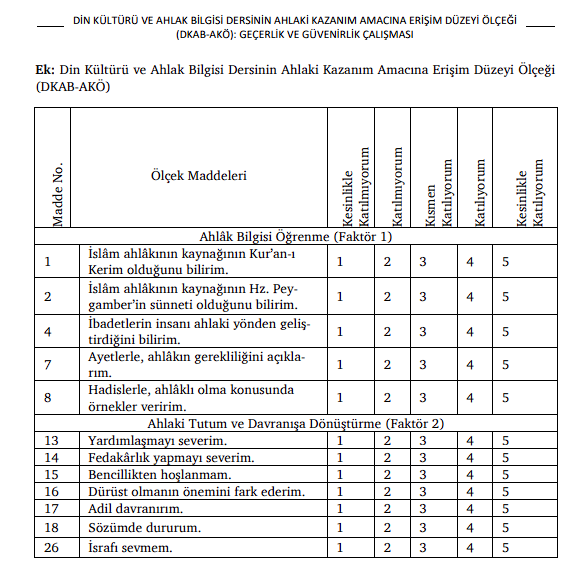 DİN KÜLTÜRÜ VE AHLAK BİLGİSİ DERSİNİN AHLAKİ KAZANIM AMACINA ERİŞİM DÜZEYİ ÖLÇEĞİ
(DKAB-AKÖ): GEÇERLİK VE GÜVENİRLİK ÇALIŞMASI
Ek: Din Kültürü ve Ahlak Bilgisi Dersinin Ahlaki Kazanım Amacına Erişim Düzeyi Ölçeği
(DKAB-AKÖ)
Madde No.
Ölçek Maddeleri
Kesinlikle
Katılmıyorum
Katılmıyorum
Kısmen
Katılıyorum
Katılıyorum
Kesinlikle
Katılıyorum
Ahlâk Bilgisi Öğrenme (Faktör 1)
1 İslâm ahlâkının kaynağının Kur'an-ı 1 2 3 4 5
Kerim olduğunu bilirim.
2 İslâm ahlâkının kaynağının Hz. Pey- 1 2 3 4 5
gamber'in sünneti olduğunu bilirim.
4 İbadetlerin insanı ahlaki yönden geliş- 1 2 3 4 5
tirdiğini bilirim.
7 Ayetlerle, ahlâkın gerekliliğini açıkla- 1 2 3 4 5
rım.
8 Hadislerle, ahlâklı olma konusunda 1 2 3 4 5
örnekler veririm.
Ahlaki Tutum ve Davranışa Dönüştürme (Faktör 2)
13 Yardımlaşmayı severim. 1 2 3 4 5
14 Fedakârlık yapmayı severim. 1 2 3 4 5
15 Bencillikten hoşlanmam. 1 2 3 4 5
16 Dürüst olmanın önemini fark ederim. 1 2 3 4 5
17 Adil davranırım. 1 2 3 4 5
18 Sözümde dururum. 1 2 3 4 5
26 İsrafı sevmem. 1 2 3 4 5